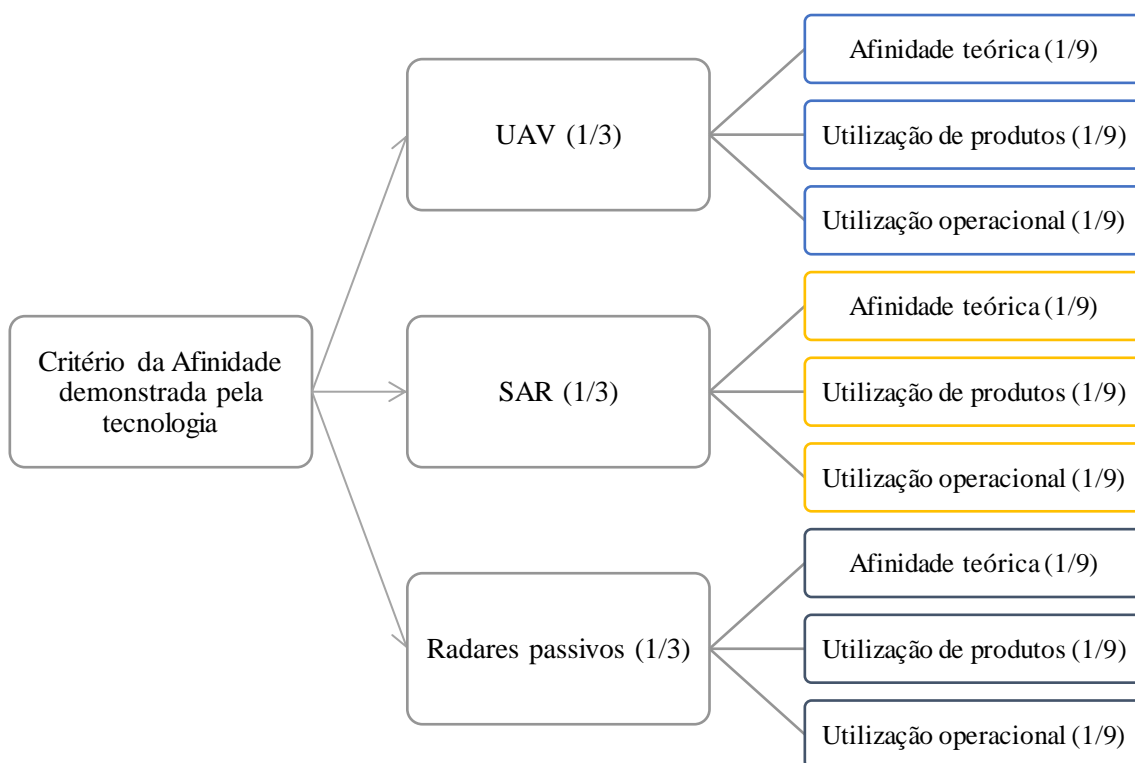 Critério da Afinidade
demonstrada pela
tecnologia
UAV (1/3)
Afinidade teórica (1/9)
Utilização de produtos (1/9)
Utilização operacional (1/9)
SAR (1/3)
Afinidade teórica (1/9)
Utilização de produtos (1/9)
Utilização operacional (1/9)
Radares passivos (1/3)
Afinidade teórica (1/9)
Utilização de produtos (1/9)
Utilização operacional (1/9)